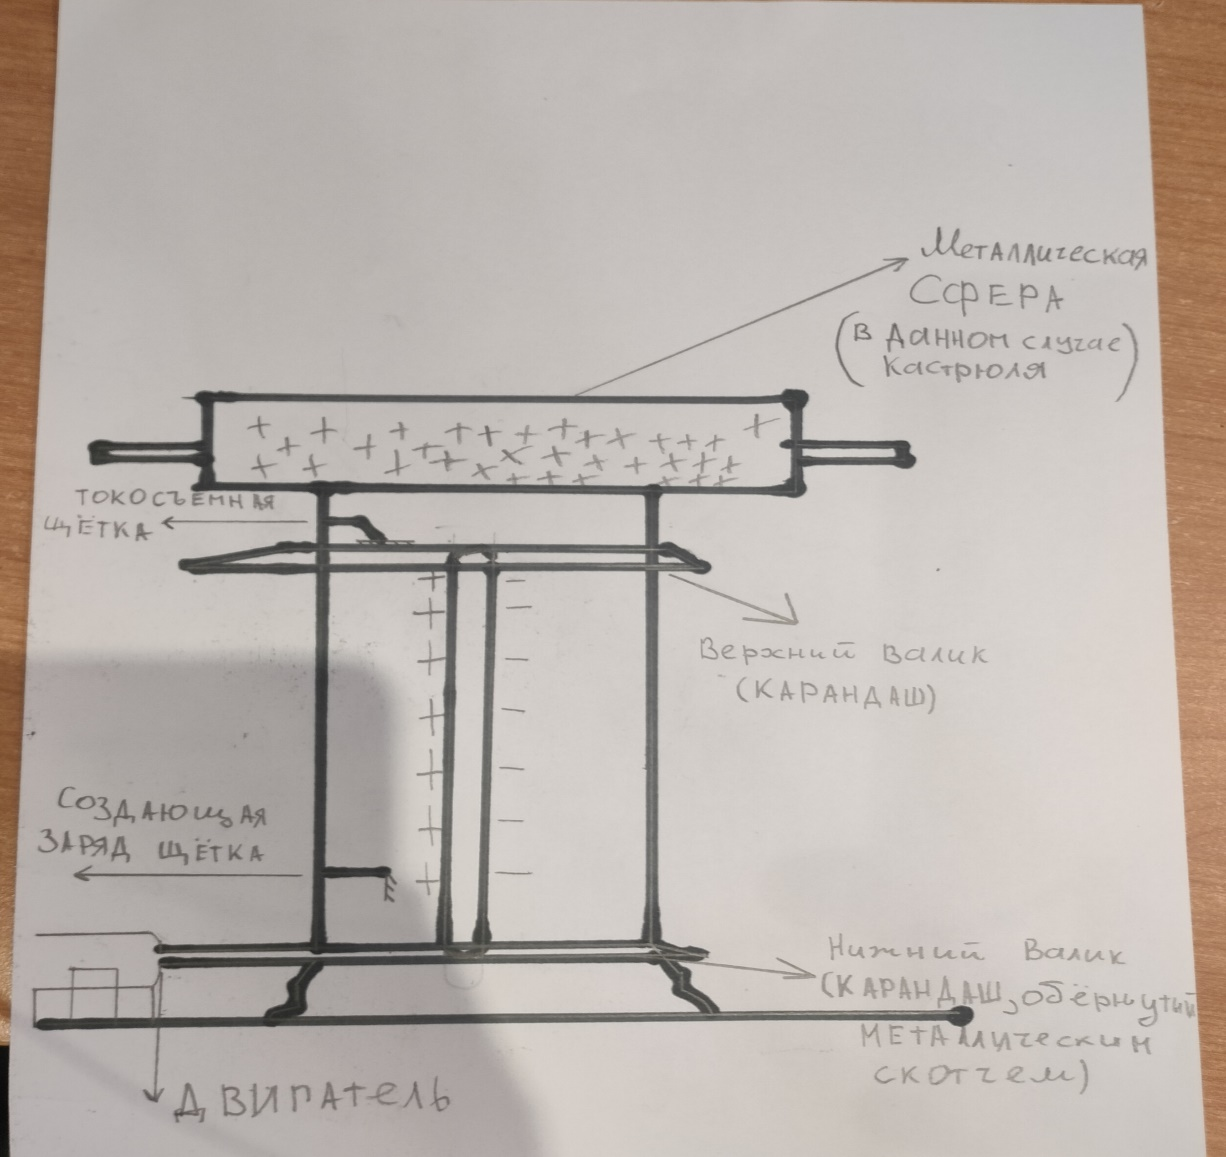 Металлическая
СФЕРА
(в данном случае
кастрюля)
ТОКОСЪЕМНАЯ
ЩЁТКА
Верхний валик
(КАРАНДАШ)
СОЗДАЮЩАЯ
ЗАРЯД ЩЁТКА
Нижний Валик
(КАРАНДАШ, обёрнутый
МЕТАЛЛическим
скотчем)
ДВИГАТЕЛЬ